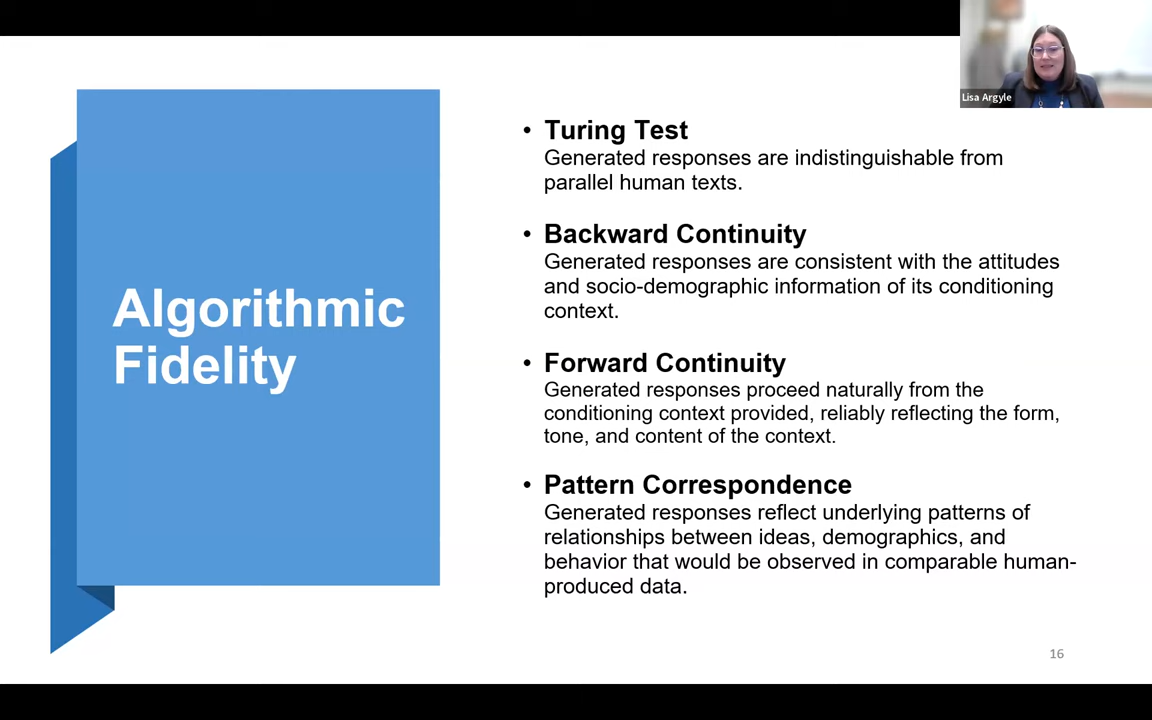 Lisa Argyle
Algorithmic
Fidelity
• Turing Test
Generated responses are indistinguishable from
parallel human texts.
• Backward Continuity
Generated responses are consistent with the attitudes
and socio-demographic information of its conditioning
context.
• Forward Continuity
Generated responses proceed naturally from the
conditioning context provided, reliably reflecting the form,
tone, and content of the context.
• Pattern Correspondence
Generated responses reflect underlying patterns of
relationships between ideas, demographics, and
behavior that would be observed in comparable human-
produced data.
16